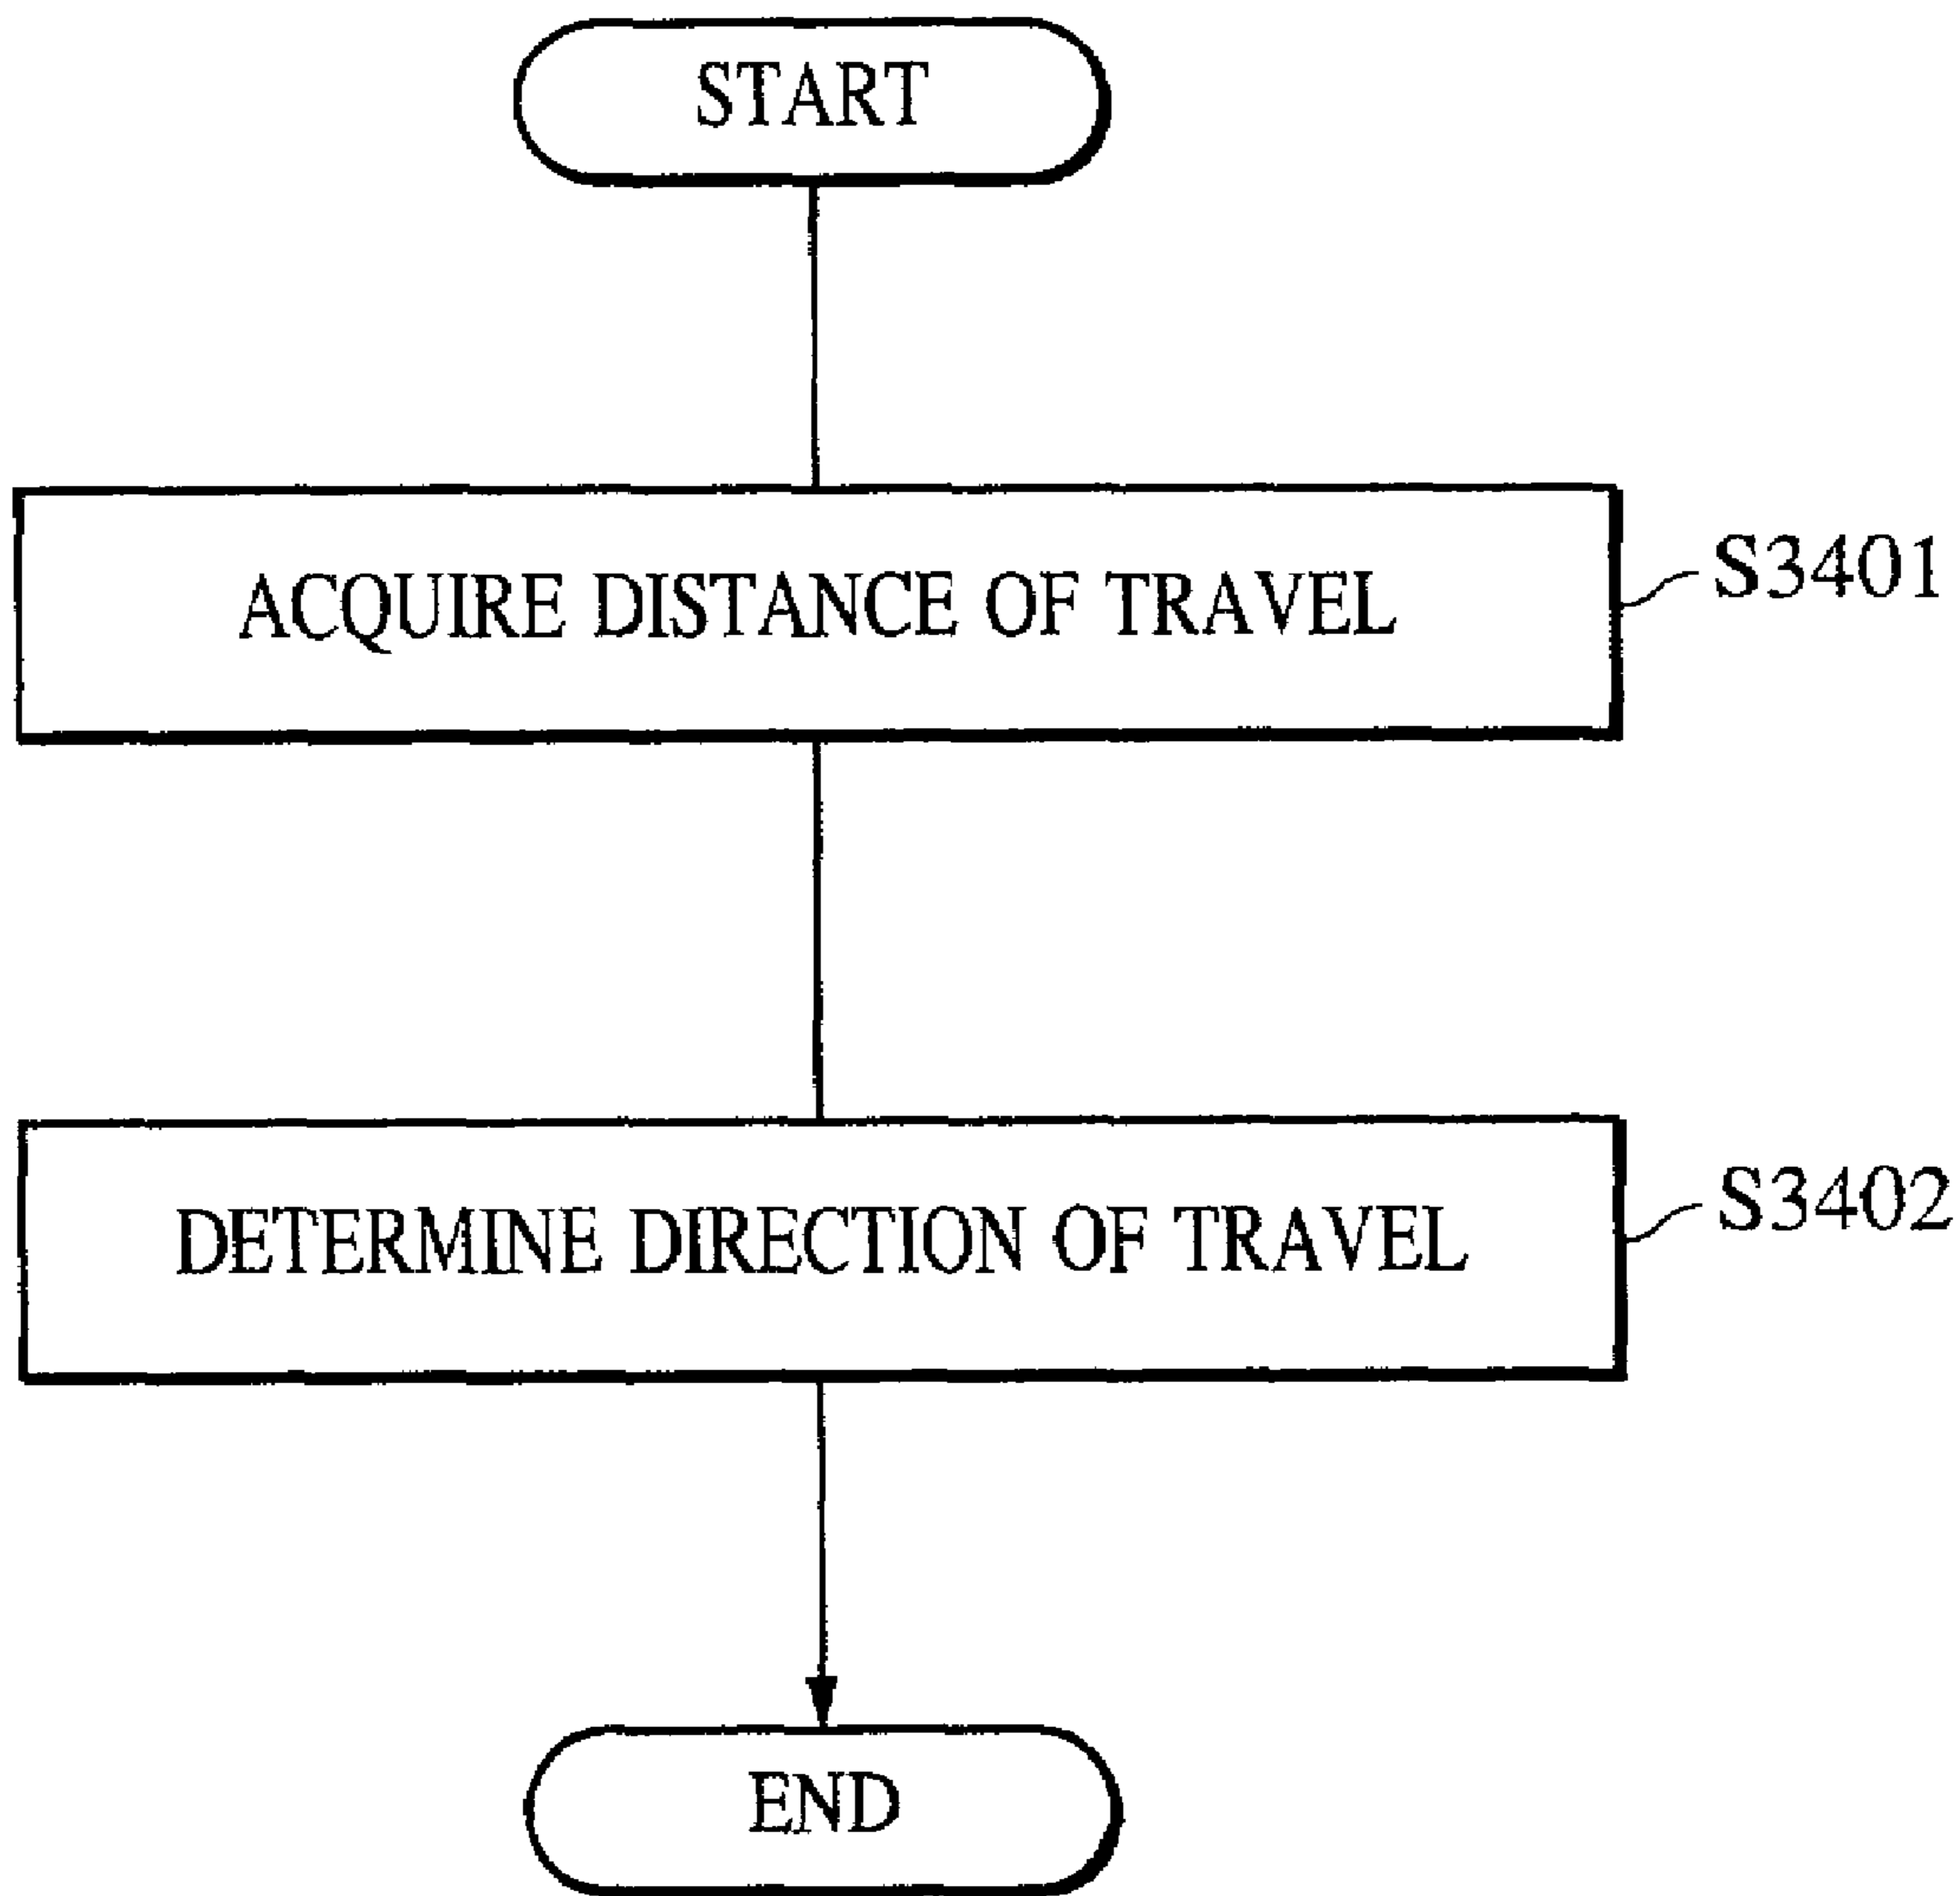 START
ACQUIRE DISTANCE OF TRAVEL
S3401
DETERMINE DIRECTION OF TRAVEL
S3402
END